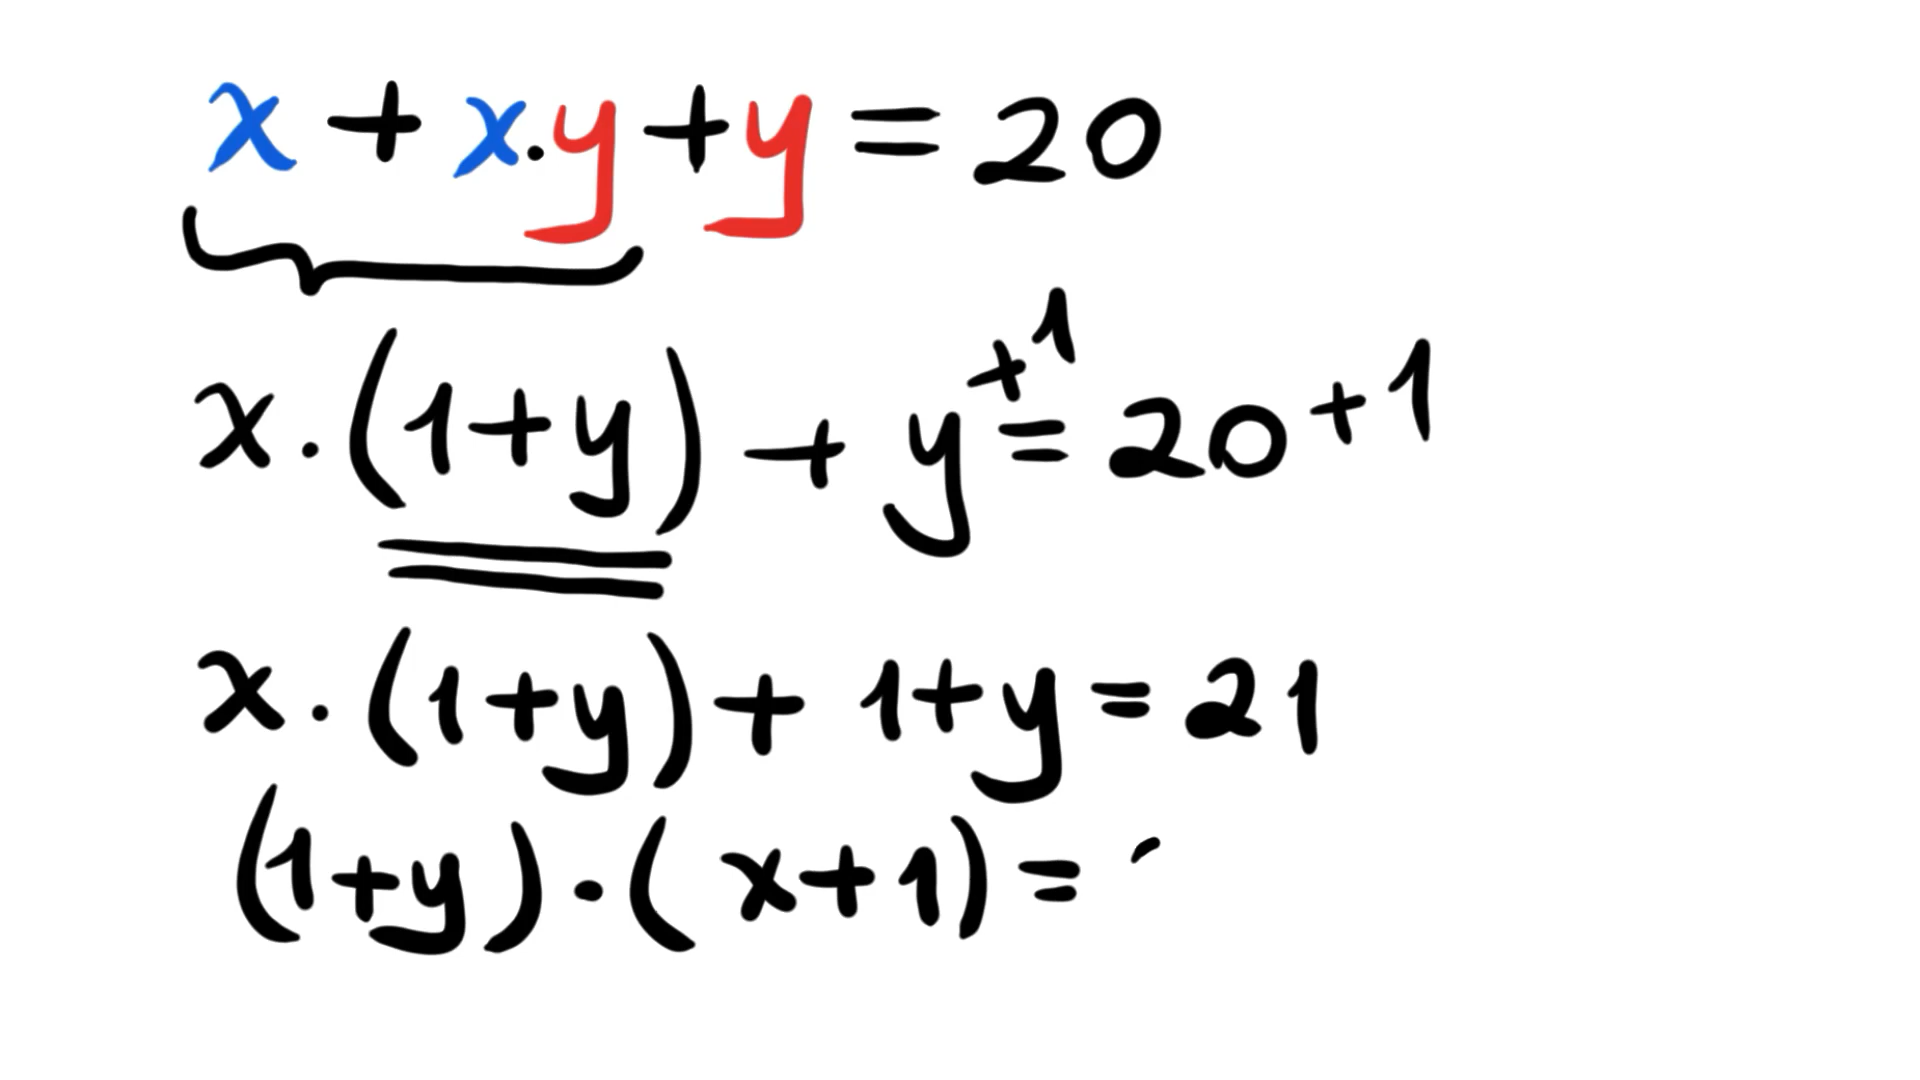 x + x.y + y = 20
x.(1+y) + y+1 = 20+1
x.(1+y) + 1+y = 21
(1+y).(x+1) =